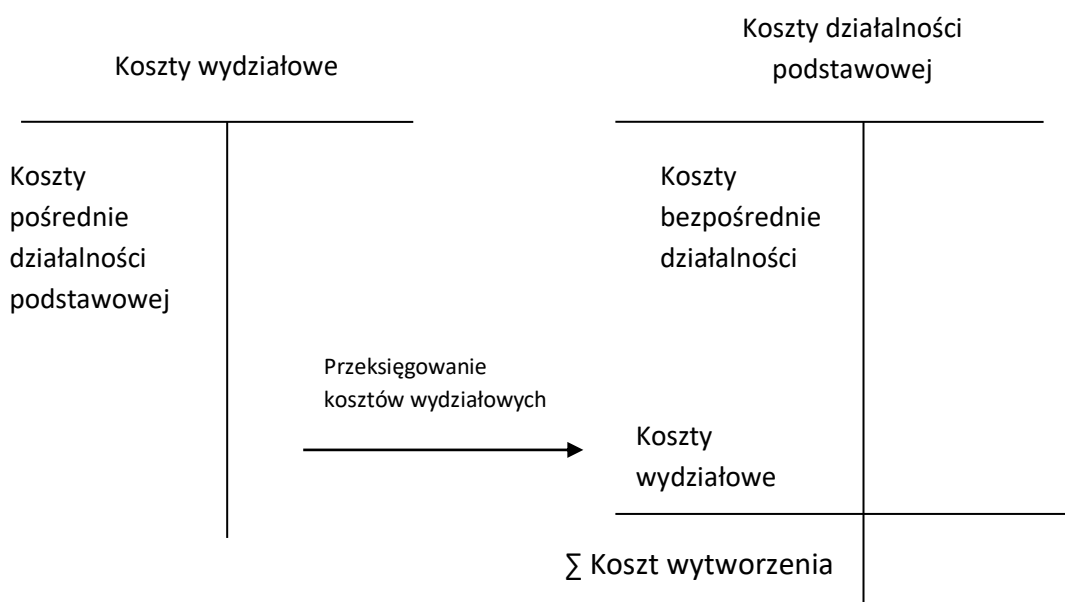 Koszty wydziałowe
Koszty działalności
podstawowej
Koszty
pośrednie
działalności
podstawowej
Koszty
bezpośrednie
działalności
Przeksięgowanie
kosztów wydziałowych
Koszty
wydziałowe
∑ Koszt wytworzenia